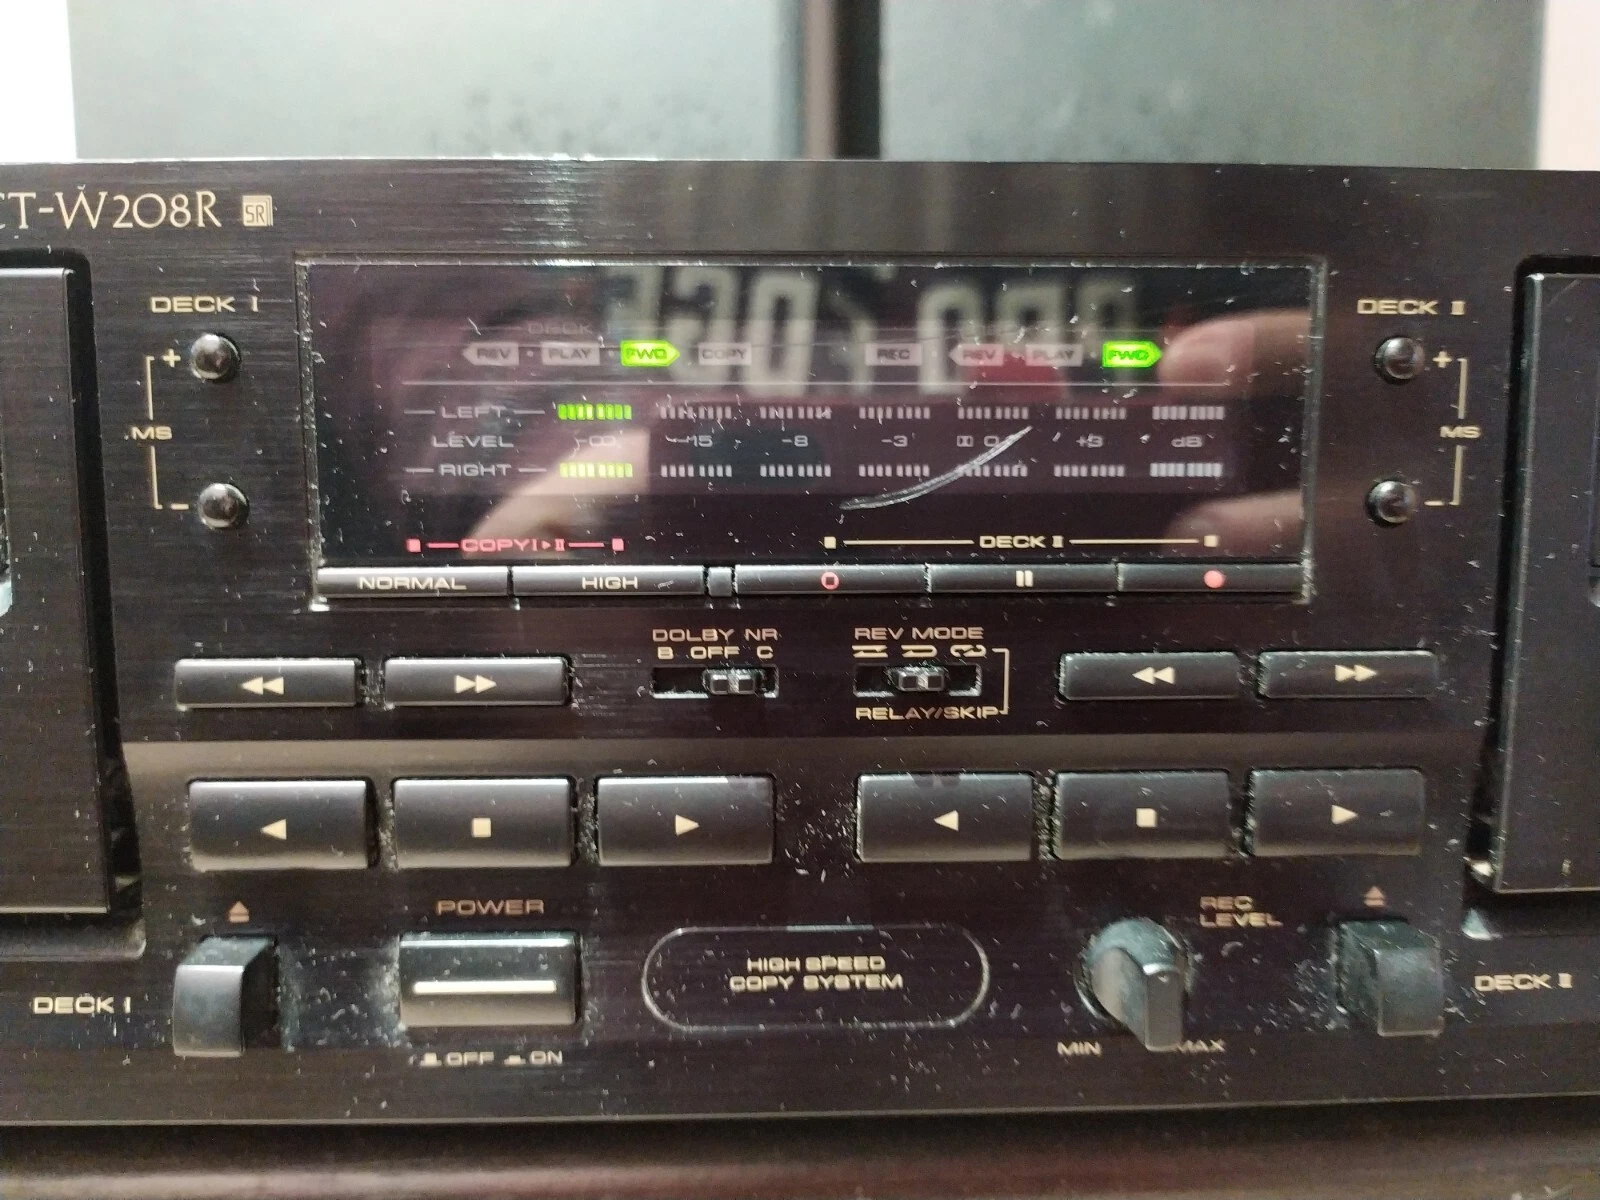 CT-W208R SR
DECK I
DECK II
+
MS
-
+
MS
-
DECK I
REV PLAY FWD COPY
REC REV PLAY FWD
LEFT
LEVEL -∞ -15 -8 -3 0 +3 dB
RIGHT
COPY I ▸ II
DECK II
NORMAL HIGH
DOLBY NR
B OFF C
REV MODE
RELAY/SKIP
POWER
OFF ON
HIGH SPEED
COPY SYSTEM
REC
LEVEL
MIN MAX
DECK I
DECK II